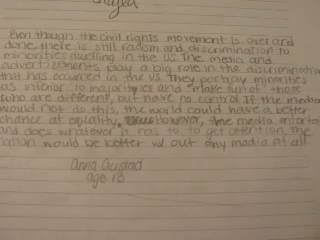 Even though the civil rights movement is over and
done, there is still racism and discrimination to
minorities dwelling in the US. The media and
advertizements play a big role in the discrimination
that has occurred in the US. They portray minorities
as inferior to majorities and "make fun of" those
who are different, but have no control. If the media
would not do this, the world could have a better
chance at equality. However, the media
and does whatever it has to to get attention. The
nation would be better w/ out any media at all.
Anna
age 13